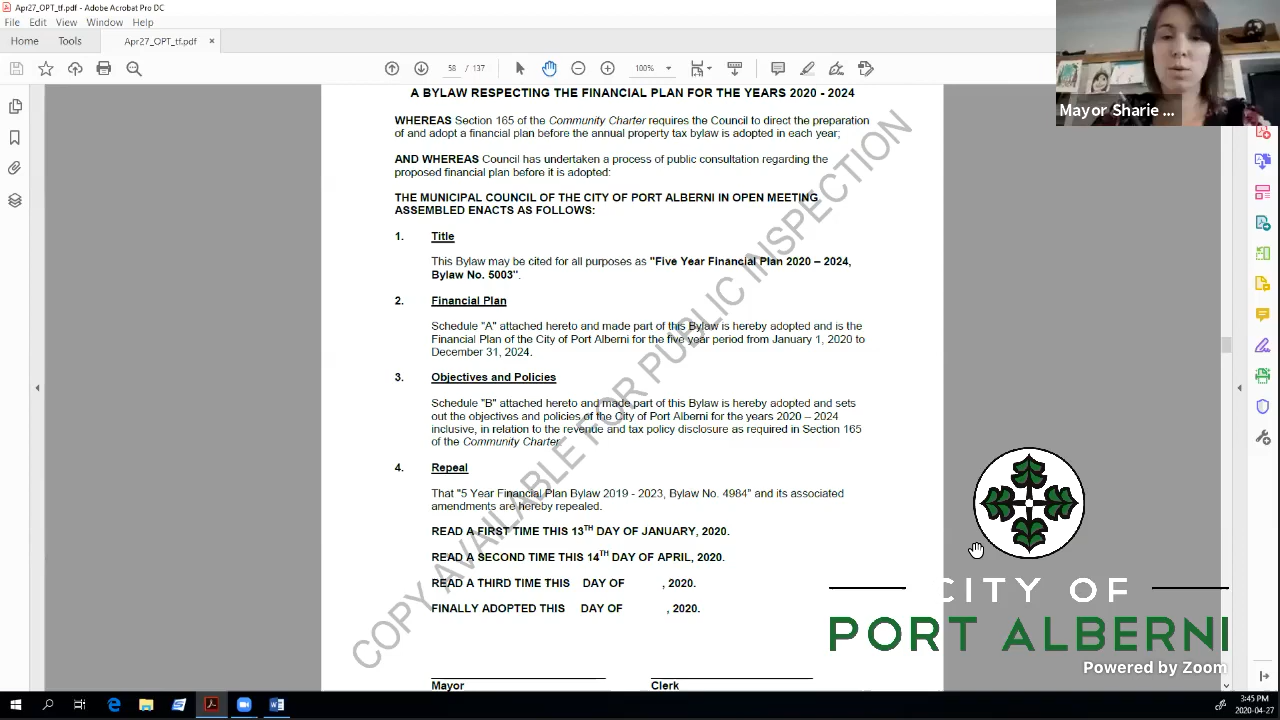 Apr27_OPT_tf.pdf - Adobe Acrobat Pro DC
File Edit View Window Help
Home Tools Apr27_OPT_tf.pdf ×
58 / 137 100%
Mayor Sharie ...
A BYLAW RESPECTING THE FINANCIAL PLAN FOR THE YEARS 2020 - 2024
WHEREAS Section 165 of the Community Charter requires the Council to direct the preparation
of and adopt a financial plan before the annual property tax bylaw is adopted in each year;
AND WHEREAS Council has undertaken a process of public consultation regarding the
proposed financial plan before it is adopted:
THE MUNICIPAL COUNCIL OF THE CITY OF PORT ALBERNI IN OPEN MEETING
ASSEMBLED ENACTS AS FOLLOWS:
1. Title
This Bylaw may be cited for all purposes as "Five Year Financial Plan 2020 – 2024,
Bylaw No. 5003".
2. Financial Plan
Schedule "A" attached hereto and made part of this Bylaw is hereby adopted and is the
Financial Plan of the City of Port Alberni for the five year period from January 1, 2020 to
December 31, 2024.
3. Objectives and Policies
Schedule "B" attached hereto and made part of this Bylaw is hereby adopted and sets
out the objectives and policies of the City of Port Alberni for the years 2020 – 2024
inclusive, in relation to the revenue and tax policy disclosure as required in Section 165
of the Community Charter.
4. Repeal
That "5 Year Financial Plan Bylaw 2019 - 2023, Bylaw No. 4984" and its associated
amendments are hereby repealed.
READ A FIRST TIME THIS 13TH DAY OF JANUARY, 2020.
READ A SECOND TIME THIS 14TH DAY OF APRIL, 2020.
READ A THIRD TIME THIS DAY OF , 2020.
FINALLY ADOPTED THIS DAY OF , 2020.
Mayor Clerk
COPY AVAILABLE FOR PUBLIC INSPECTION
CITY OF
PORT ALBERNI
Powered by Zoom
3:45 PM
2020-04-27